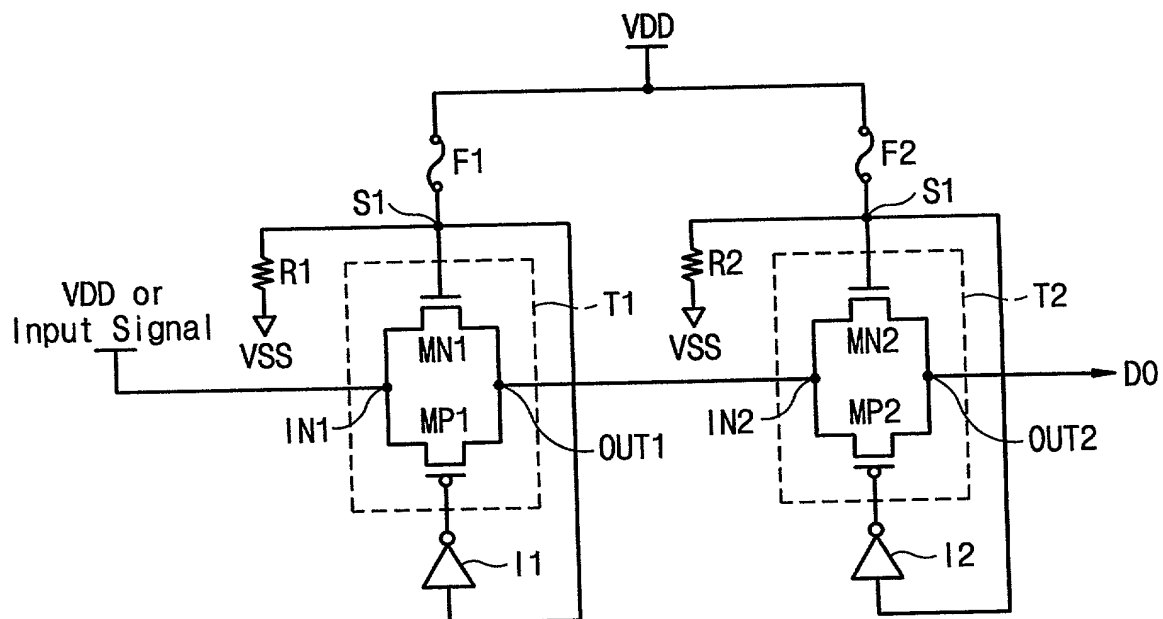 VDD
F1
F2
S1
S1
R1
R2
VDD or
Input Signal
T1
T2
VSS
VSS
MN1
MN2
DO
IN1
MP1
OUT1
IN2
MP2
OUT2
I1
I2